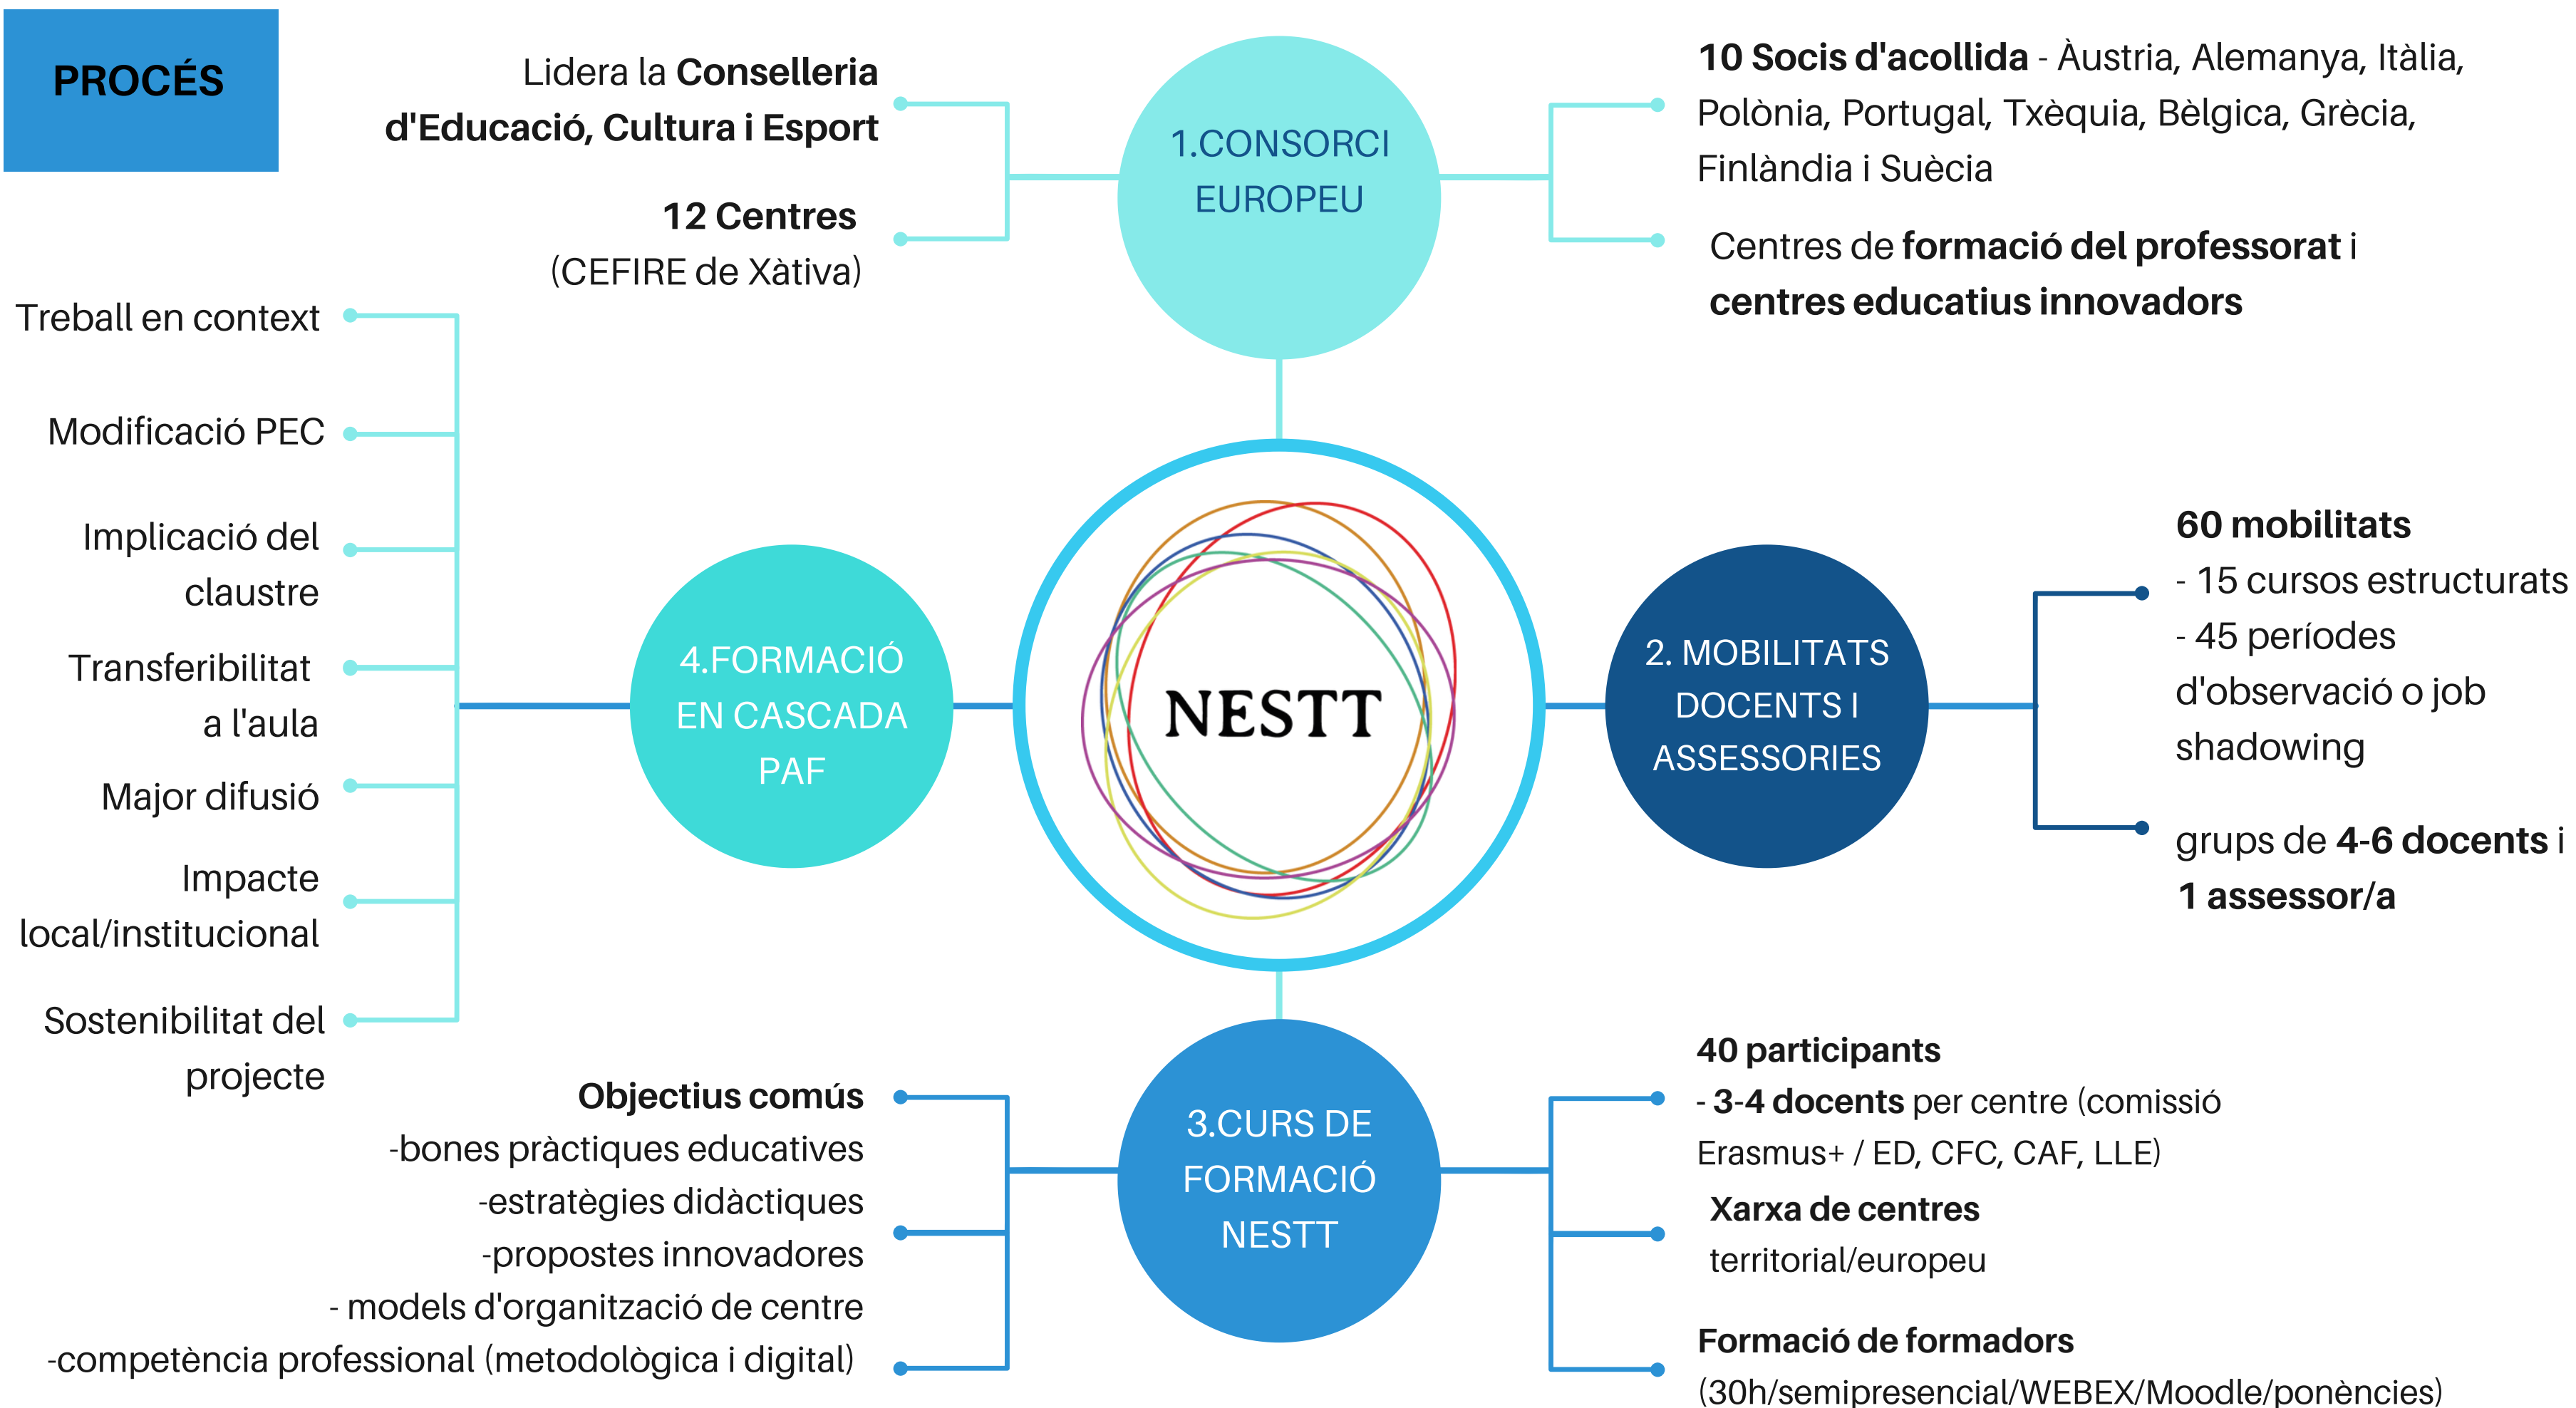 PROCÉS
Lidera la Conselleria
d'Educació, Cultura i Esport
12 Centres
(CEFIRE de Xàtiva)
1.CONSORCI
EUROPEU
10 Socis d'acollida - Àustria, Alemanya, Itàlia,
Polònia, Portugal, Txèquia, Bèlgica, Grècia,
Finlàndia i Suècia
Centres de formació del professorat i
centres educatius innovadors
NESTT
2. MOBILITATS
DOCENTS I
ASSESSORIES
60 mobilitats
- 15 cursos estructurats
- 45 períodes
d'observació o job
shadowing
grups de 4-6 docents i
1 assessor/a
3.CURS DE
FORMACIÓ
NESTT
40 participants
- 3-4 docents per centre (comissió
Erasmus+ / ED, CFC, CAF, LLE)
Xarxa de centres
territorial/europeu
Formació de formadors
(30h/semipresencial/WEBEX/Moodle/ponències)
Objectius comús
-bones pràctiques educatives
-estratègies didàctiques
-propostes innovadores
- models d'organització de centre
-competència professional (metodològica i digital)
4.FORMACIÓ
EN CASCADA
PAF
Treball en context
Modificació PEC
Implicació del
claustre
Transferibilitat
a l'aula
Major difusió
Impacte
local/institucional
Sostenibilitat del
projecte